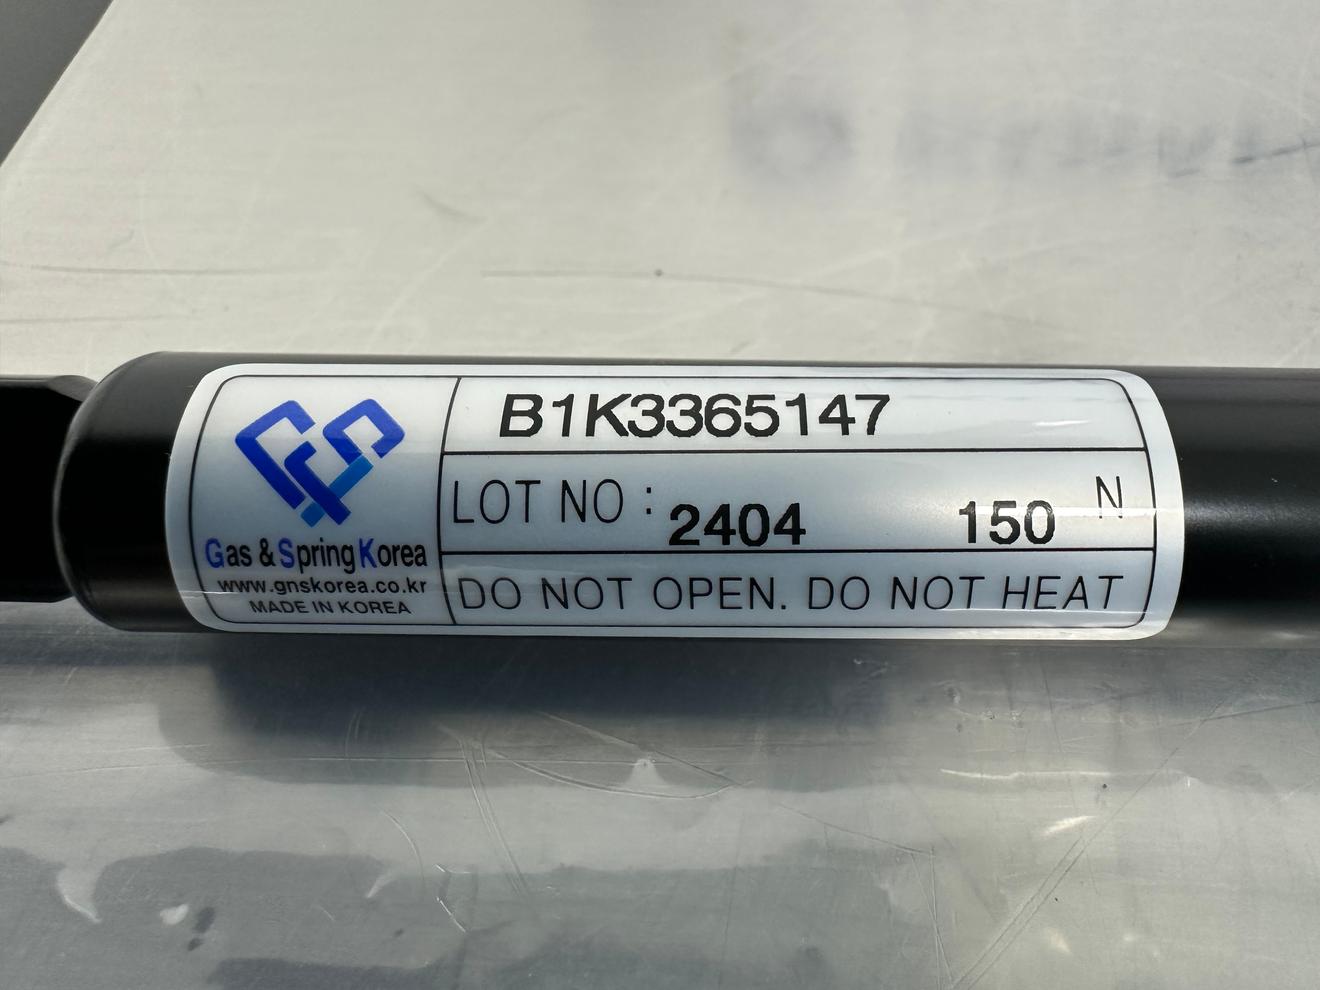 B1K3365147
LOT NO : 2404 150 N
DO NOT OPEN. DO NOT HEAT
GS
Gas & Spring Korea
www.gnskorea.co.kr
MADE IN KOREA